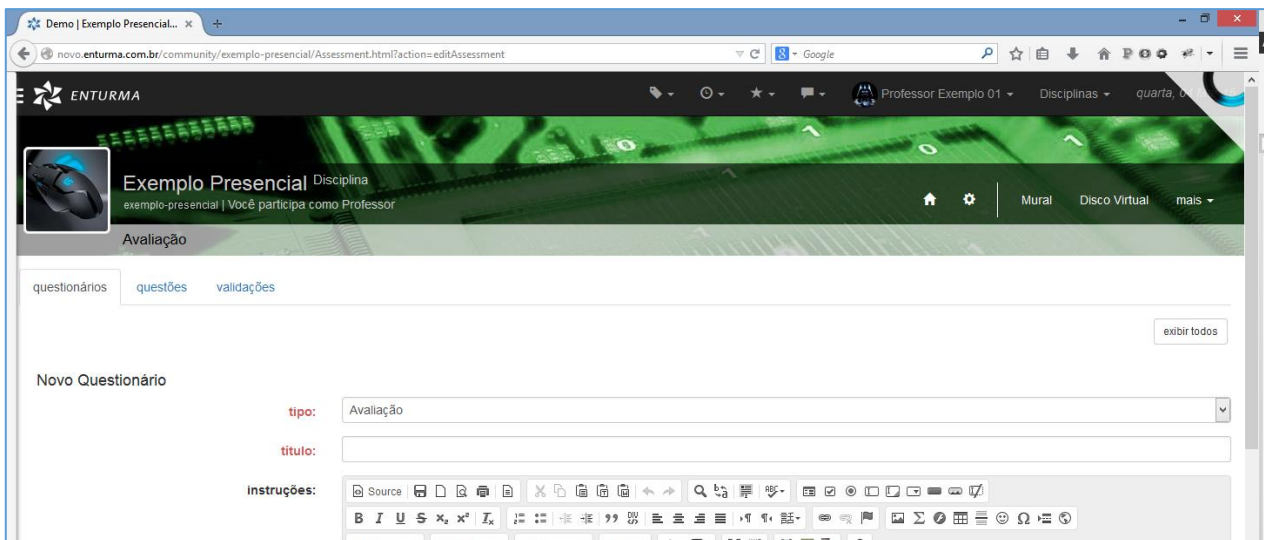 Demo | Exemplo Presencial...
novo.enturma.com.br/community/exemplo-presencial/Assessment.html?action=editAssessment
Google
ENTURMA
Professor Exemplo 01
Disciplinas
quarta,
Exemplo Presencial Disciplina
exemplo-presencial | Você participa como Professor
Mural
Disco Virtual
mais
Avaliação
questionários
questões
validações
exibir todos
Novo Questionário
tipo:
Avaliação
título:
instruções:
Source